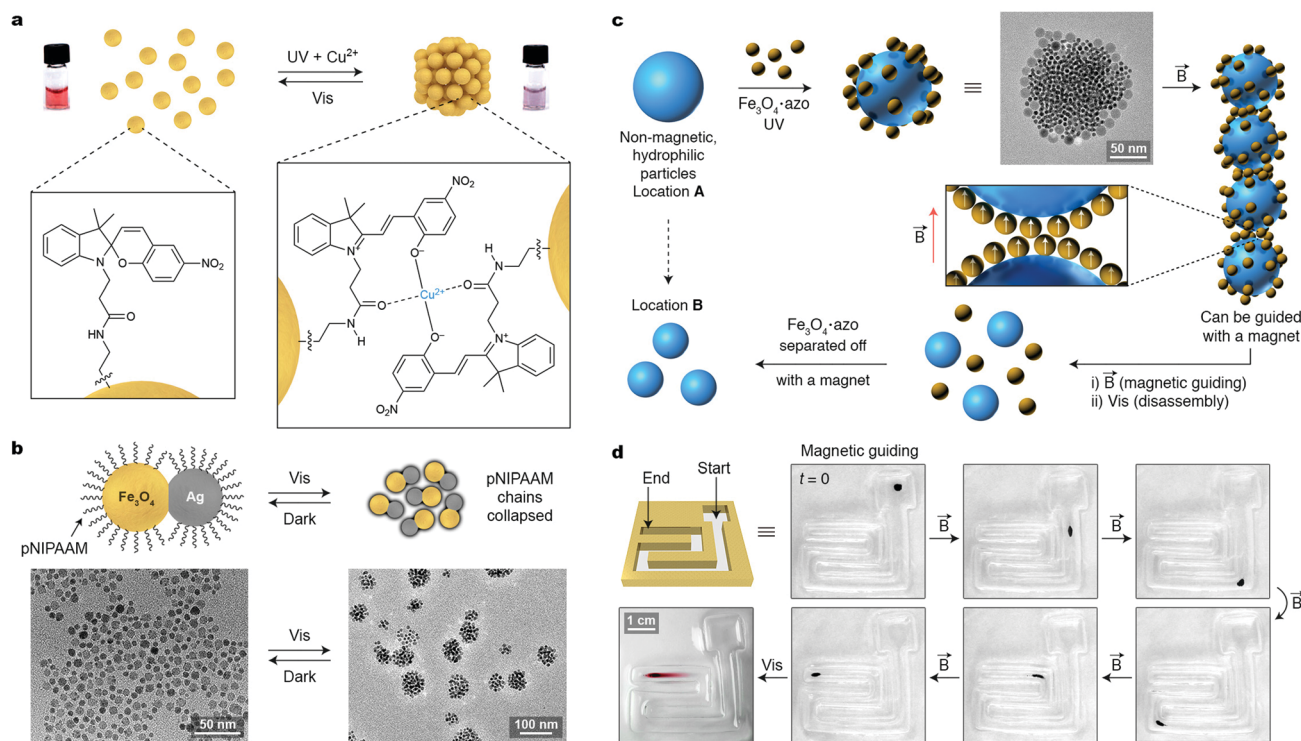 a
UV + Cu²⁺
Vis
NO₂
N
O
NO₂
HN
O
NO₂
N⁺
O⁻
H
N
Cu²⁺
O
O
N
H
O⁻
N⁺
NO₂
b
Fe₃O₄
Ag
pNIPAAM
Vis
Dark
pNIPAAM
chains
collapsed
50 nm
Vis
Dark
100 nm
c
Non-magnetic,
hydrophilic
particles
Location A
Fe₃O₄·azo
UV
≡
50 nm
B
B
Can be guided
with a magnet
i) B (magnetic guiding)
ii) Vis (disassembly)
Fe₃O₄·azo
separated off
with a magnet
Location B
d
End
Start
≡
Magnetic guiding
t = 0
B
B
B
B
B
Vis
1 cm